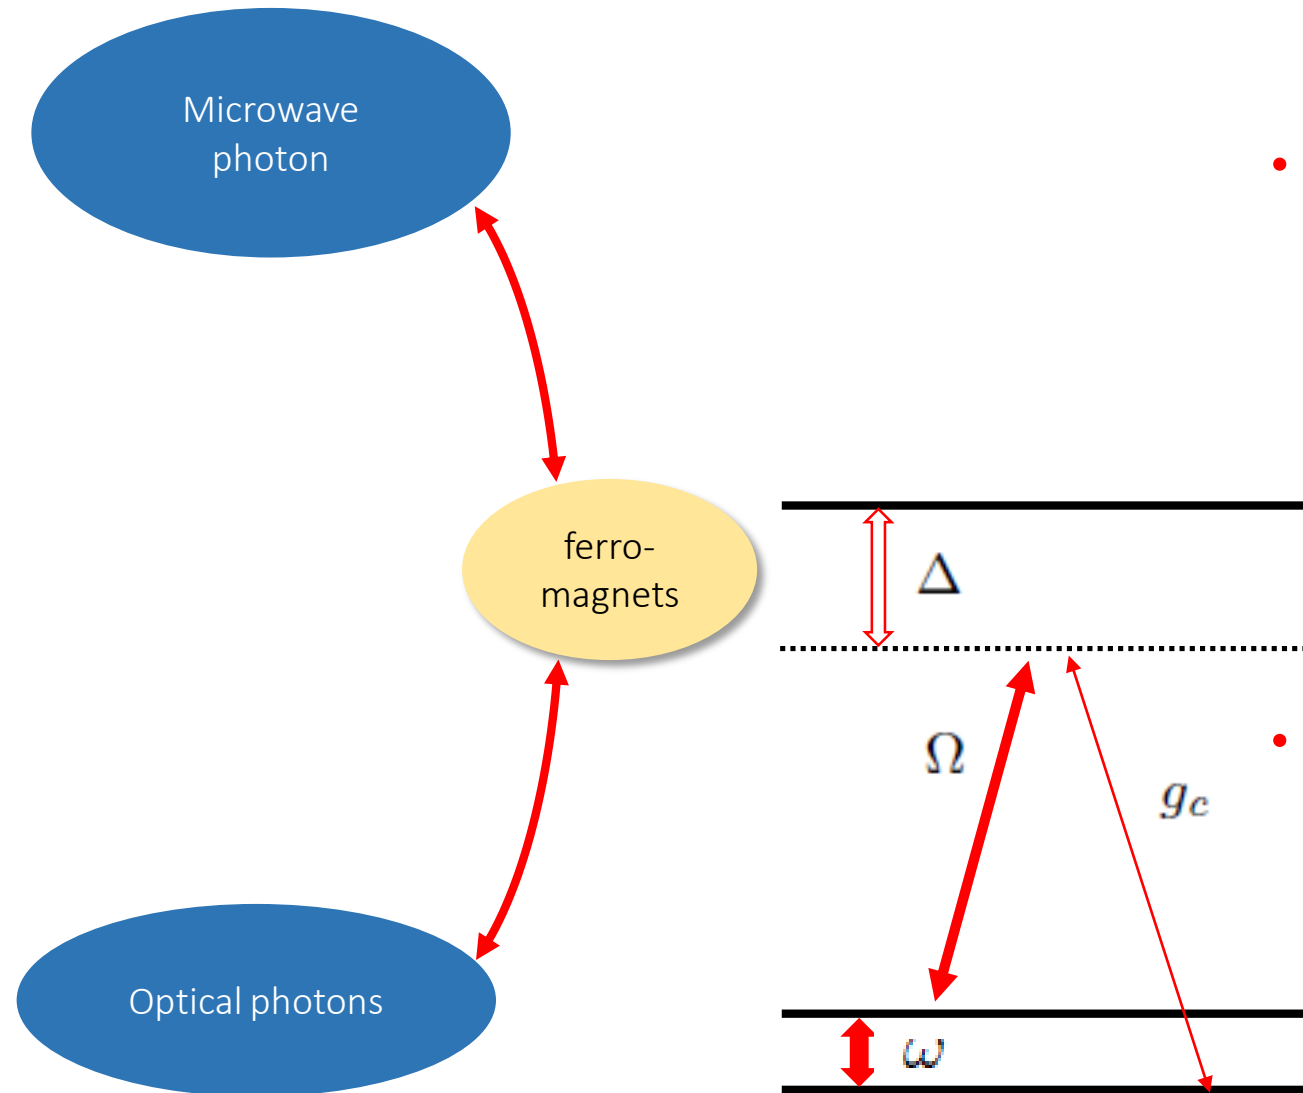 Microwave
photon
ferro-
magnets
Δ
Ω
g_c
Optical photons
ω